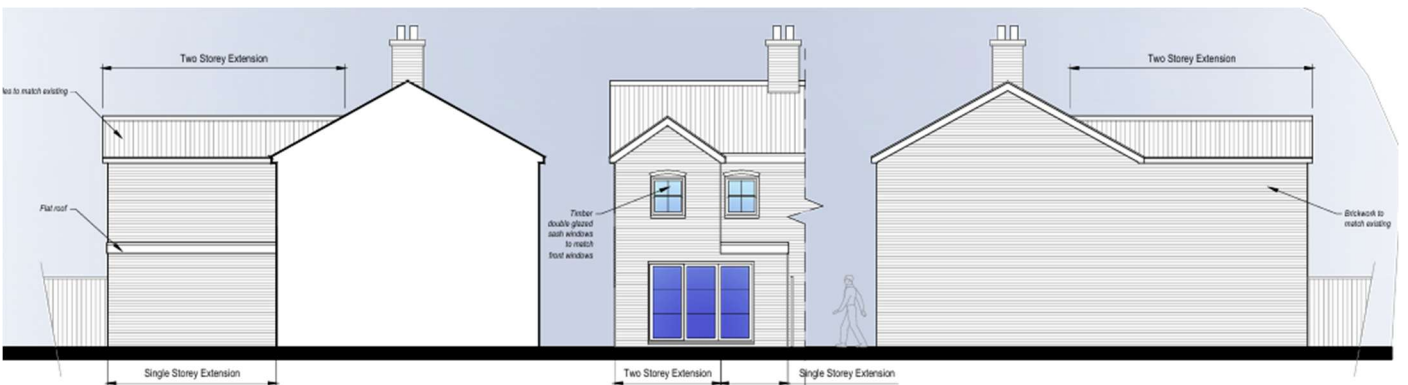 Two Storey Extension
to match existing
Flat roof
Single Storey Extension
Timber
double glazed
sash windows
to match
front windows
Two Storey Extension
Single Storey Extension
Two Storey Extension
Brickwork to
match existing